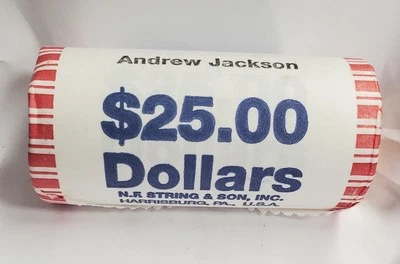 Andrew Jackson
$25.00
Dollars
N.F. STRING & SON, INC.
HARRISBURG, PA., U.S.A.